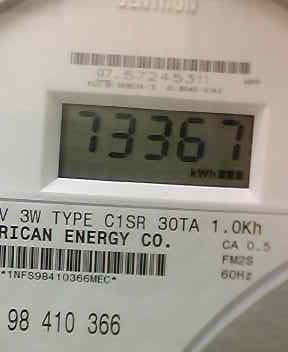 CENTRON
73367
kWh
V 3W TYPE C1SR 30TA 1.0Kh
RICAN ENERGY CO.
CA 0.5
FM2S
60Hz
*1NFS98410366MEC*
98 410 366